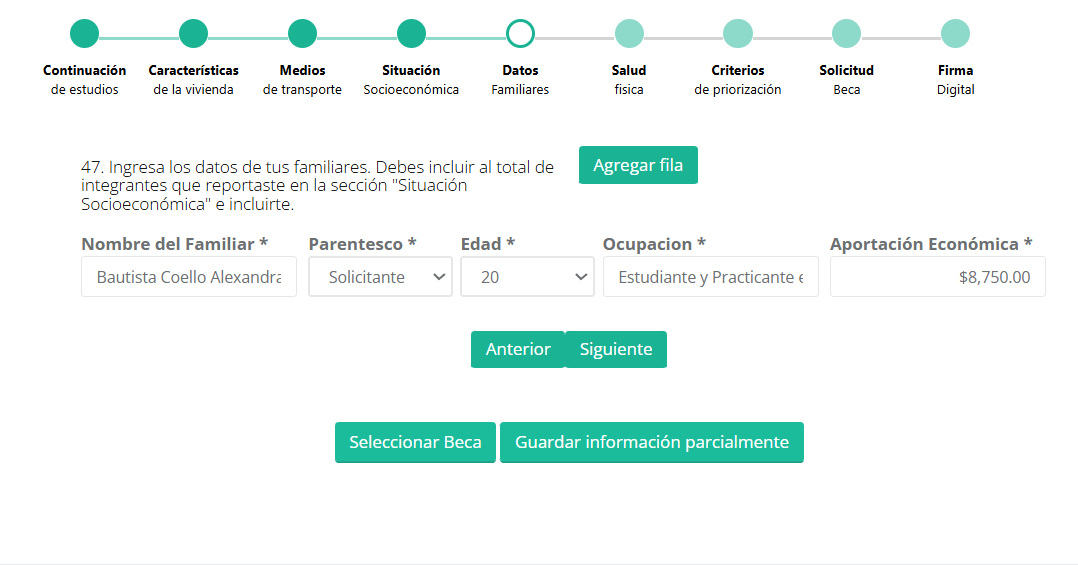 Continuación
de estudios
Características
de la vivienda
Medios
de transporte
Situación
Socioeconómica
Datos
Familiares
Salud
física
Criterios
de priorización
Solicitud
Beca
Firma
Digital
47. Ingresa los datos de tus familiares. Debes incluir al total de
integrantes que reportaste en la sección "Situación
Socioeconómica" e incluirte.
Agregar fila
Nombre del Familiar * Parentesco * Edad * Ocupacion * Aportación Económica *
Bautista Coello Alexandra Solicitante 20 Estudiante y Practicante e $8,750.00
Anterior Siguiente
Seleccionar Beca Guardar información parcialmente